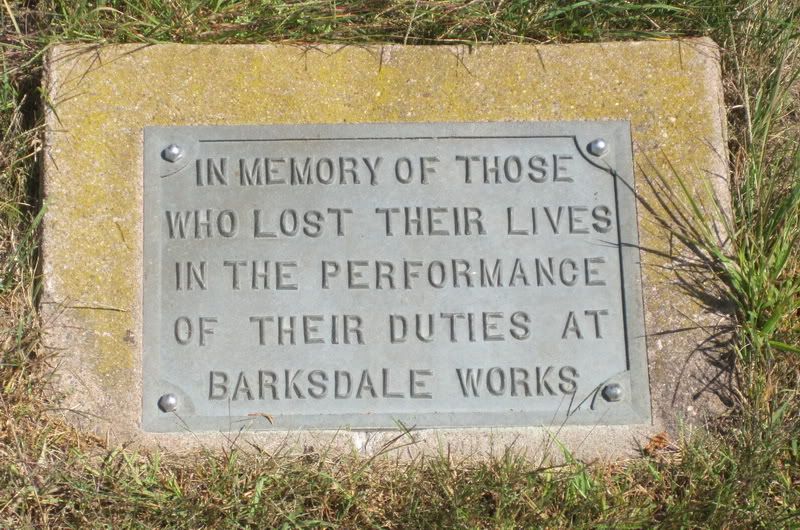 IN MEMORY OF THOSE
WHO LOST THEIR LIVES
IN THE PERFORMANCE
OF THEIR DUTIES AT
BARKSDALE WORKS